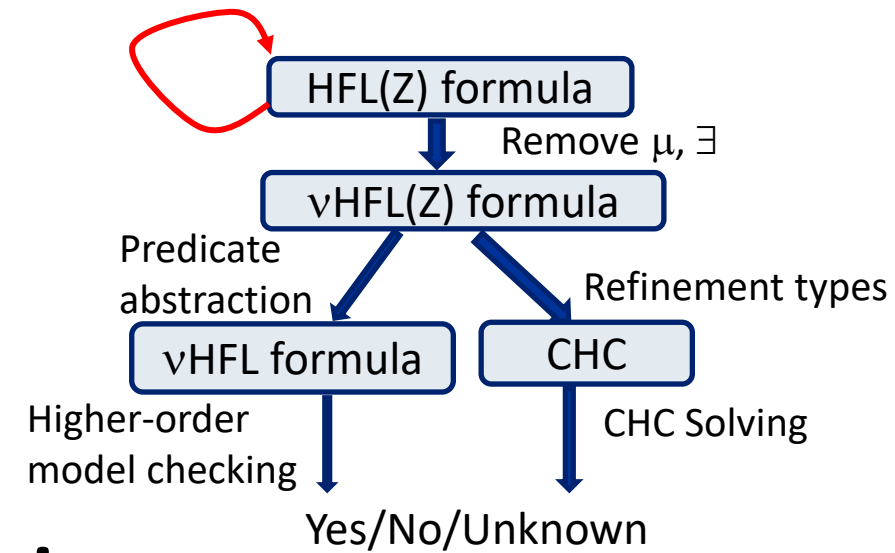 HFL(Z) formula
Remove μ, ∃
νHFL(Z) formula
Predicate
abstraction
Refinement types
νHFL formula
CHC
Higher-order
model checking
CHC Solving
Yes/No/Unknown